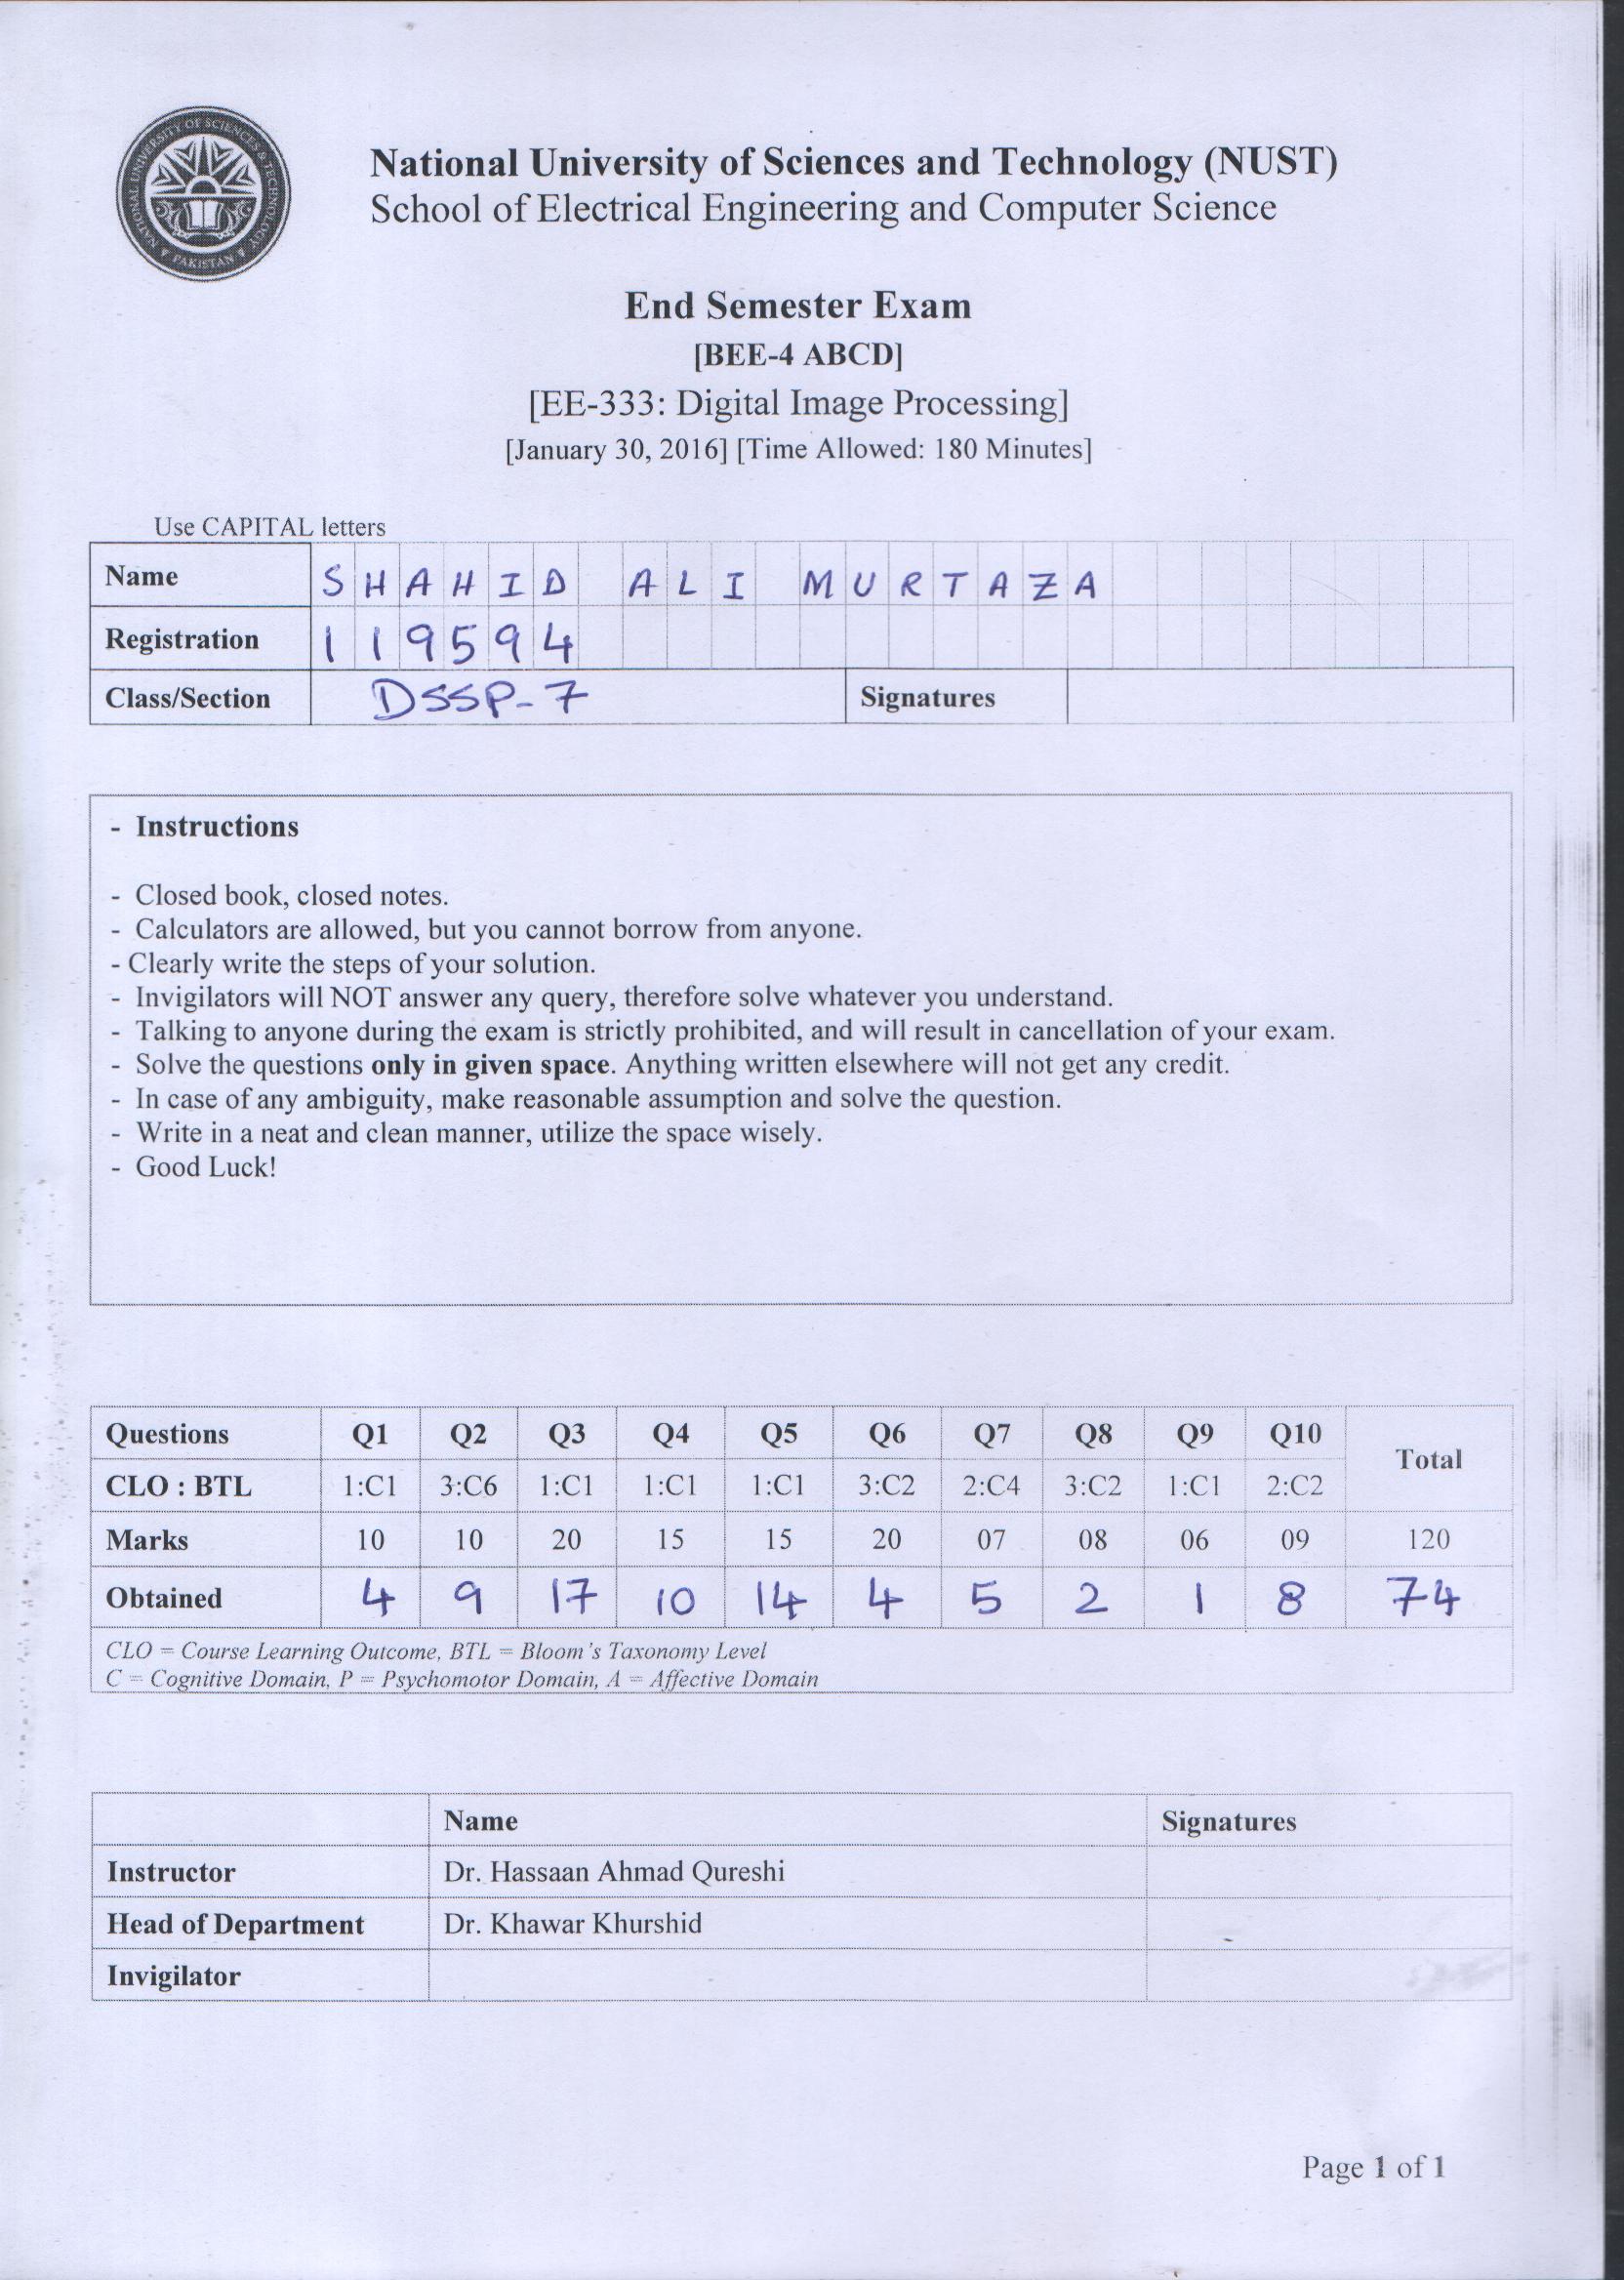 NATIONAL UNIVERSITY OF SCIENCES & TECHNOLOGY
PAKISTAN
National University of Sciences and Technology (NUST)
School of Electrical Engineering and Computer Science
End Semester Exam
[BEE-4 ABCD]
[EE-333: Digital Image Processing]
[January 30, 2016] [Time Allowed: 180 Minutes]
Use CAPITAL letters
Name SHAHID ALI MURTAZA
Registration 119594
Class/Section DSSP-7 Signatures
- Instructions
- Closed book, closed notes.
- Calculators are allowed, but you cannot borrow from anyone.
- Clearly write the steps of your solution.
- Invigilators will NOT answer any query, therefore solve whatever you understand.
- Talking to anyone during the exam is strictly prohibited, and will result in cancellation of your exam.
- Solve the questions only in given space. Anything written elsewhere will not get any credit.
- In case of any ambiguity, make reasonable assumption and solve the question.
- Write in a neat and clean manner, utilize the space wisely.
- Good Luck!
Questions Q1 Q2 Q3 Q4 Q5 Q6 Q7 Q8 Q9 Q10 Total
CLO : BTL 1:C1 3:C6 1:C1 1:C1 1:C1 3:C2 2:C4 3:C2 1:C1 2:C2
Marks 10 10 20 15 15 20 07 08 06 09 120
Obtained 4 9 17 10 14 4 5 2 1 8 74
CLO = Course Learning Outcome, BTL = Bloom's Taxonomy Level
C = Cognitive Domain, P = Psychomotor Domain, A = Affective Domain
Name Signatures
Instructor Dr. Hassaan Ahmad Qureshi
Head of Department Dr. Khawar Khurshid
Invigilator
Page 1 of 1